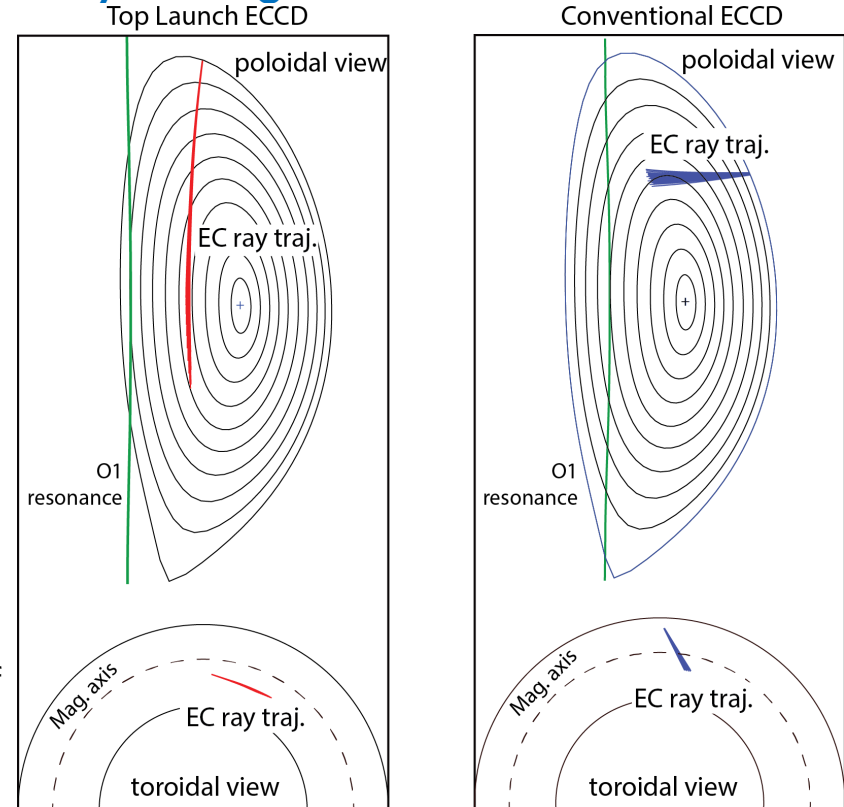 Top Launch ECCD
poloidal view
EC ray traj.
O1
resonance
Mag. axis
EC ray traj.
toroidal view
Conventional ECCD
poloidal view
EC ray traj.
O1
resonance
Mag. axis
EC ray traj.
toroidal view